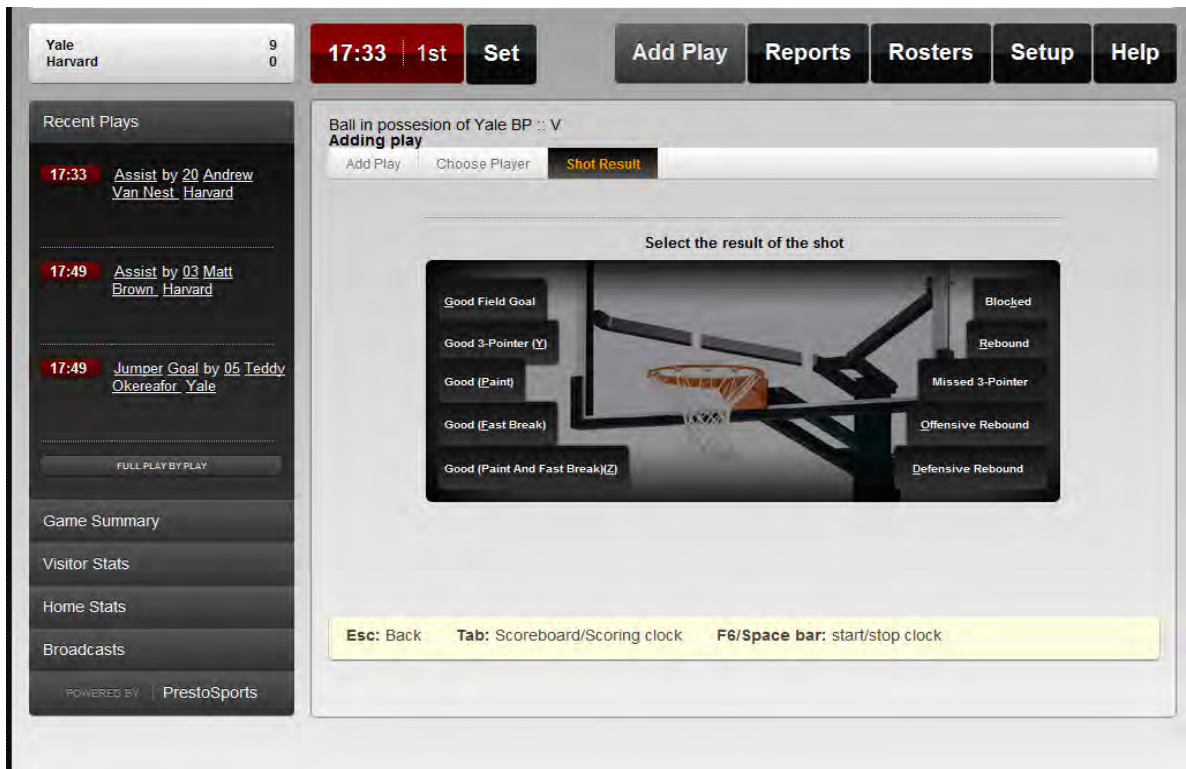 Yale 9
Harvard 0
17:33 1st
Set
Add Play
Reports
Rosters
Setup
Help
Recent Plays
17:33 Assist by 20 Andrew
Van Nest Harvard
17:49 Assist by 03 Matt
Brown Harvard
17:49 Jumper Goal by 05 Teddy
Okereafor Yale
FULL PLAY BY PLAY
Game Summary
Visitor Stats
Home Stats
Broadcasts
POWERED BY PrestoSports
Ball in possesion of Yale BP :: V
Adding play
Add Play Choose Player Shot Result
Select the result of the shot
Good Field Goal
Good 3-Pointer (Y)
Good (Paint)
Good (Fast Break)
Good (Paint And Fast Break)(Z)
Blocked
Rebound
Missed 3-Pointer
Offensive Rebound
Defensive Rebound
Esc: Back Tab: Scoreboard/Scoring clock F6/Space bar: start/stop clock